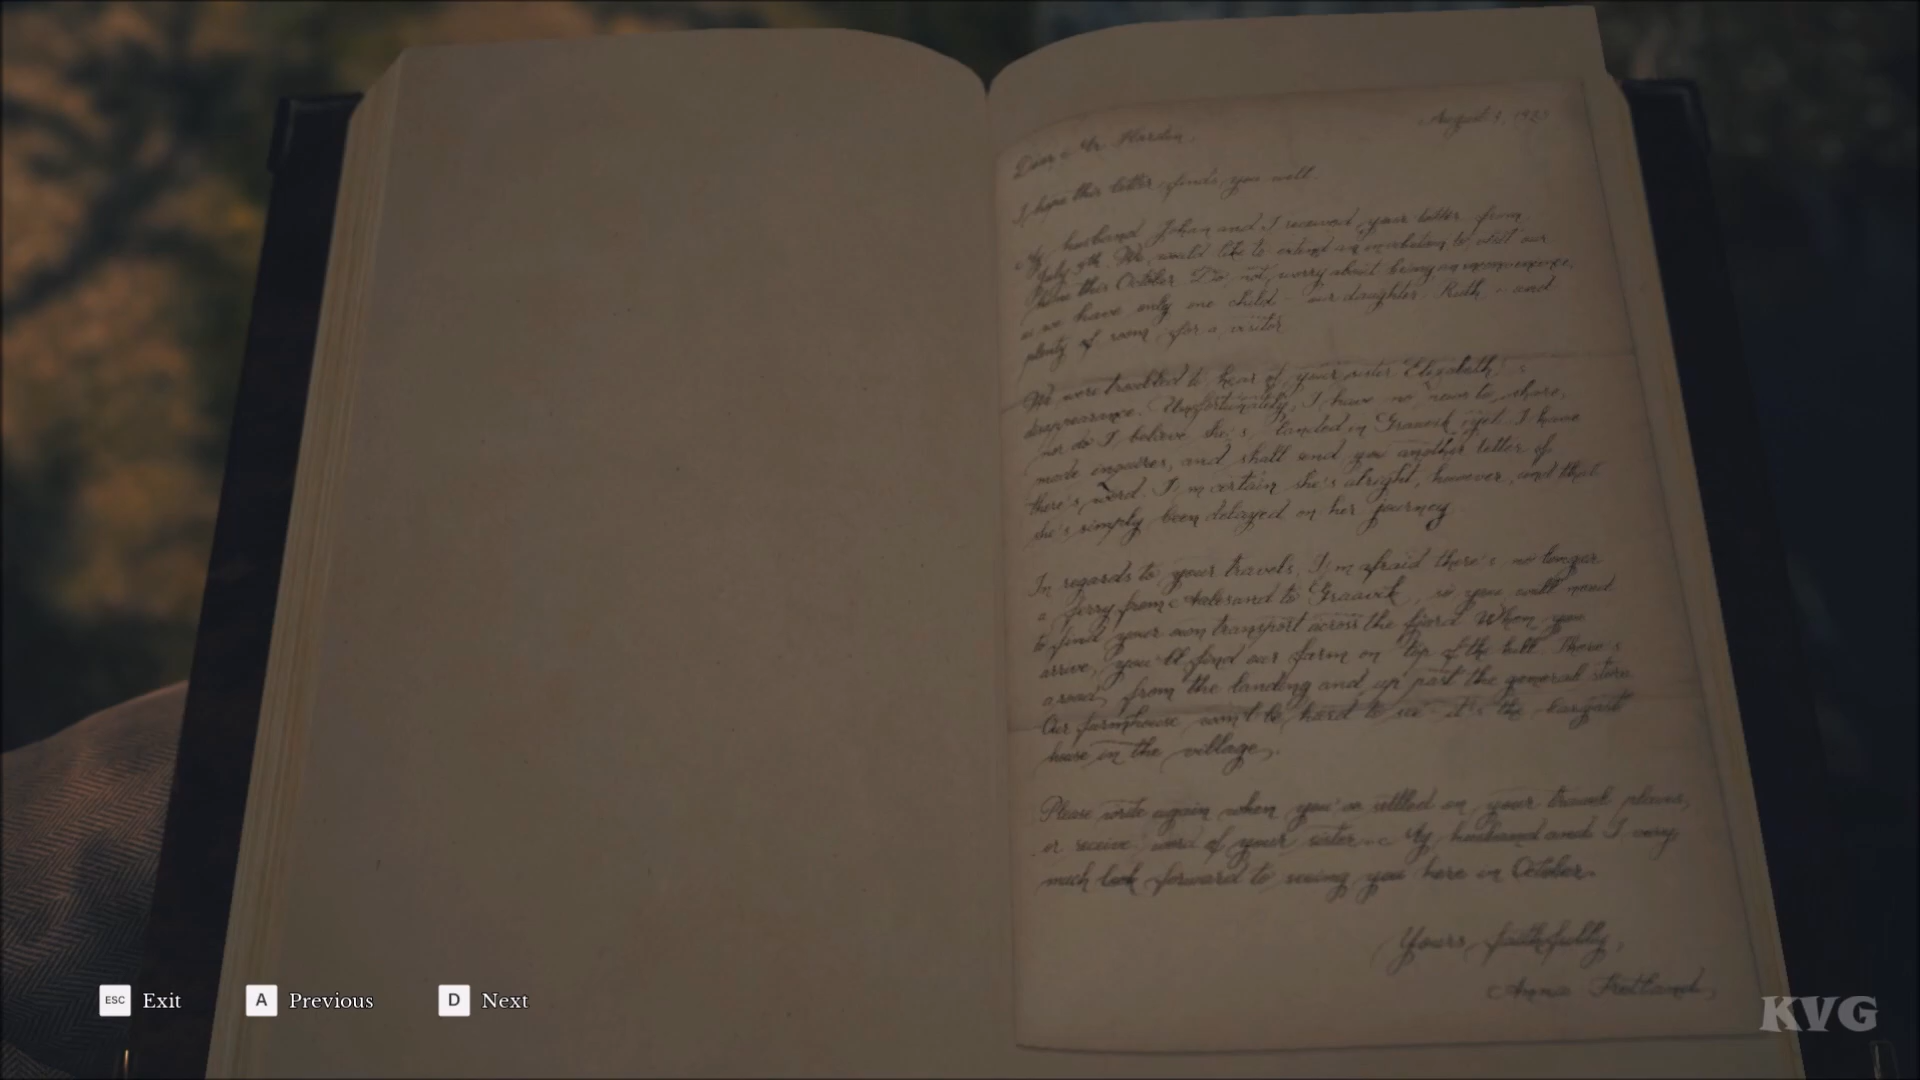 August 1, 1923
Dear Mr. Harden,
I hope this letter finds you well.
My husband Johan and I received your letter from
July 9th. We would like to extend an invitation to visit our
home this October. Do not worry about being an inconvenience,
as we have only one child - our daughter Ruth - and
plenty of room for a visitor
We were troubled to hear of your sister Elizabeth's
disappearance. Unfortunately, I have no news to share,
nor do I believe she's landed in Graavik yet. I have
made inquires, and shall send you another letter if
there's word. I'm certain she's alright, however, and that
she's simply been delayed on her journey
In regards to your travels, I'm afraid there's no longer
a ferry from Aalesund to Graavik, so you will need
to find your own transport across the fjord. When you
arrive, you'll find our farm on top of the hill. There's
a road from the landing and up past the general store.
Our farmhouse won't be hard to see - it's the largest
house in the village.
Please write again when you've settled on your travel plans,
or receive word of your sister. My husband and I very
much look forward to seeing you here in October.
Yours faithfully,
Anna
ESC Exit A Previous D Next
KVG